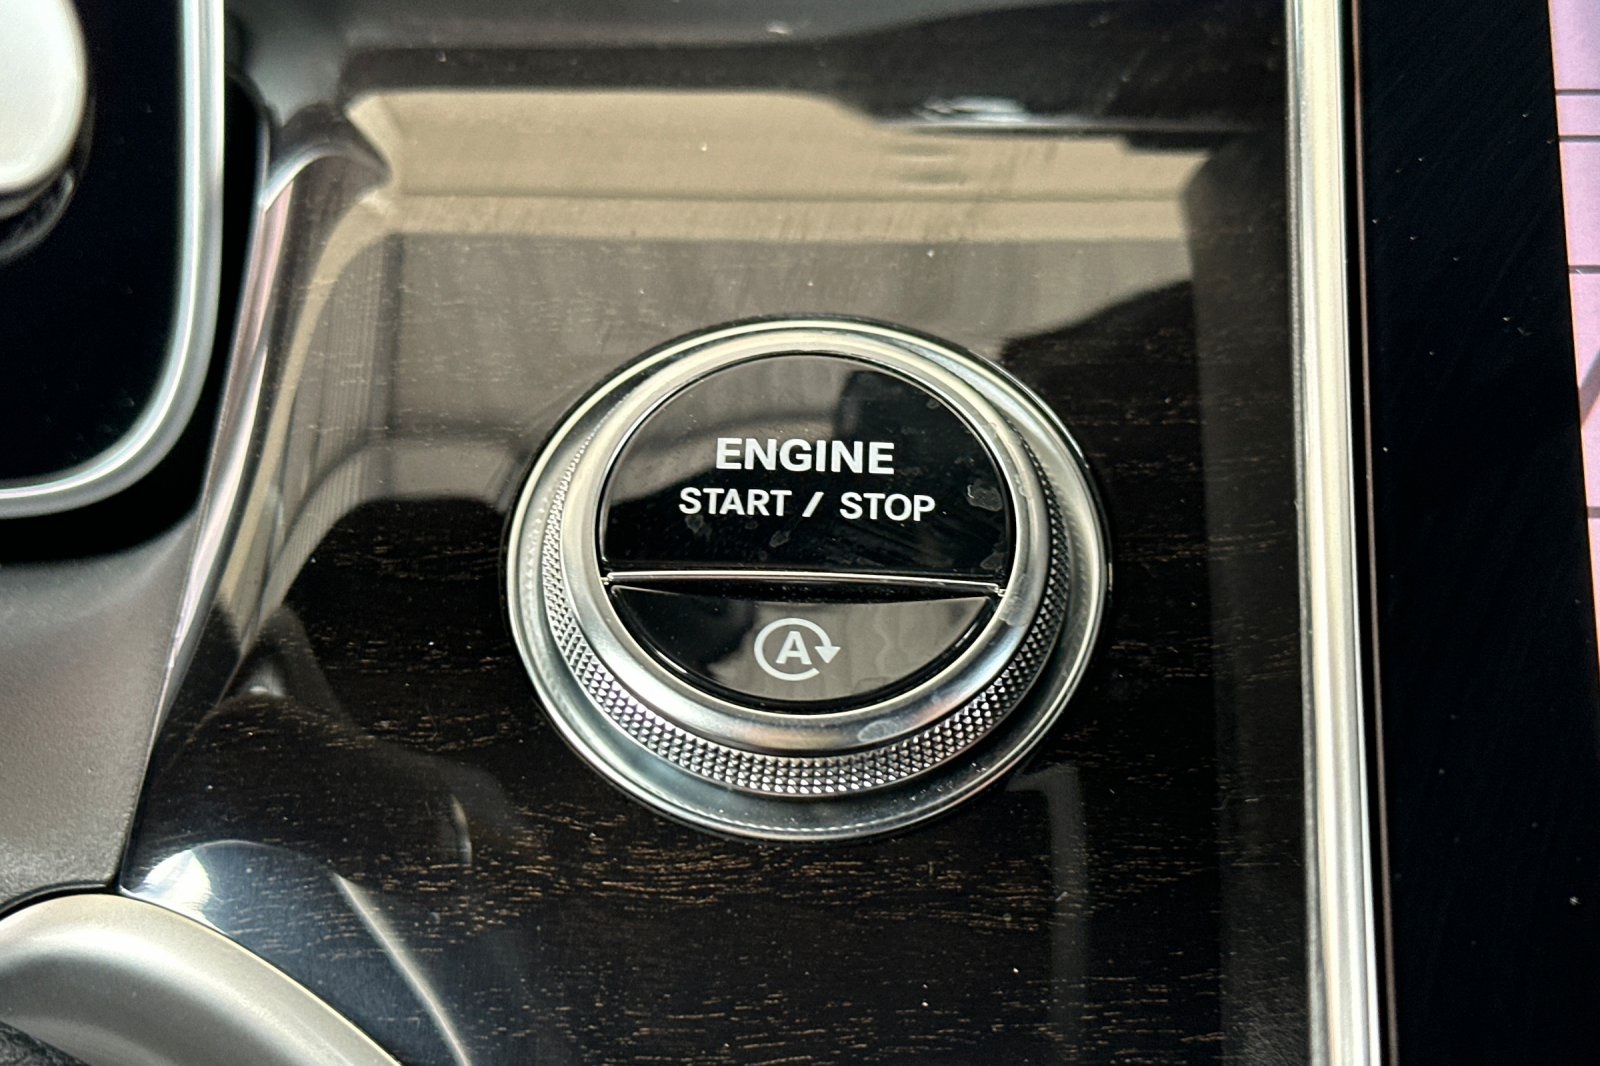 ENGINE
START / STOP
A